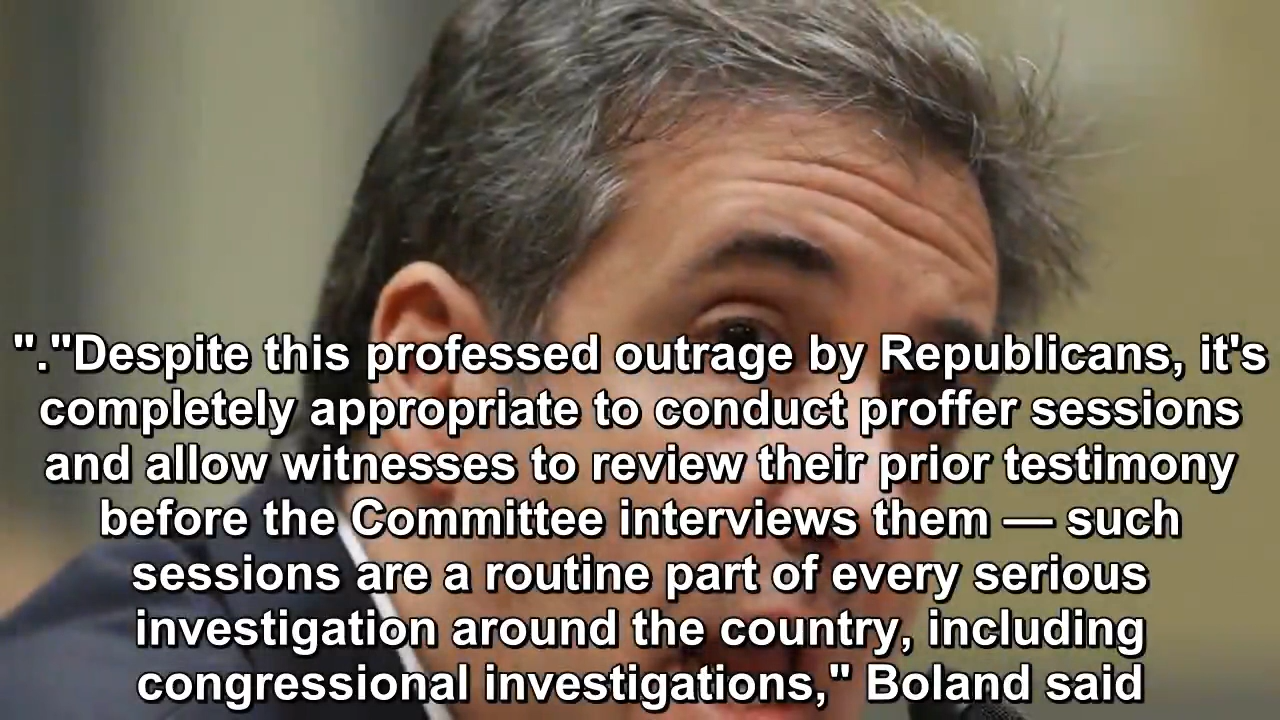 "."Despite this professed outrage by Republicans, it's
completely appropriate to conduct proffer sessions
and allow witnesses to review their prior testimony
before the Committee interviews them — such
sessions are a routine part of every serious
investigation around the country, including
congressional investigations," Boland said